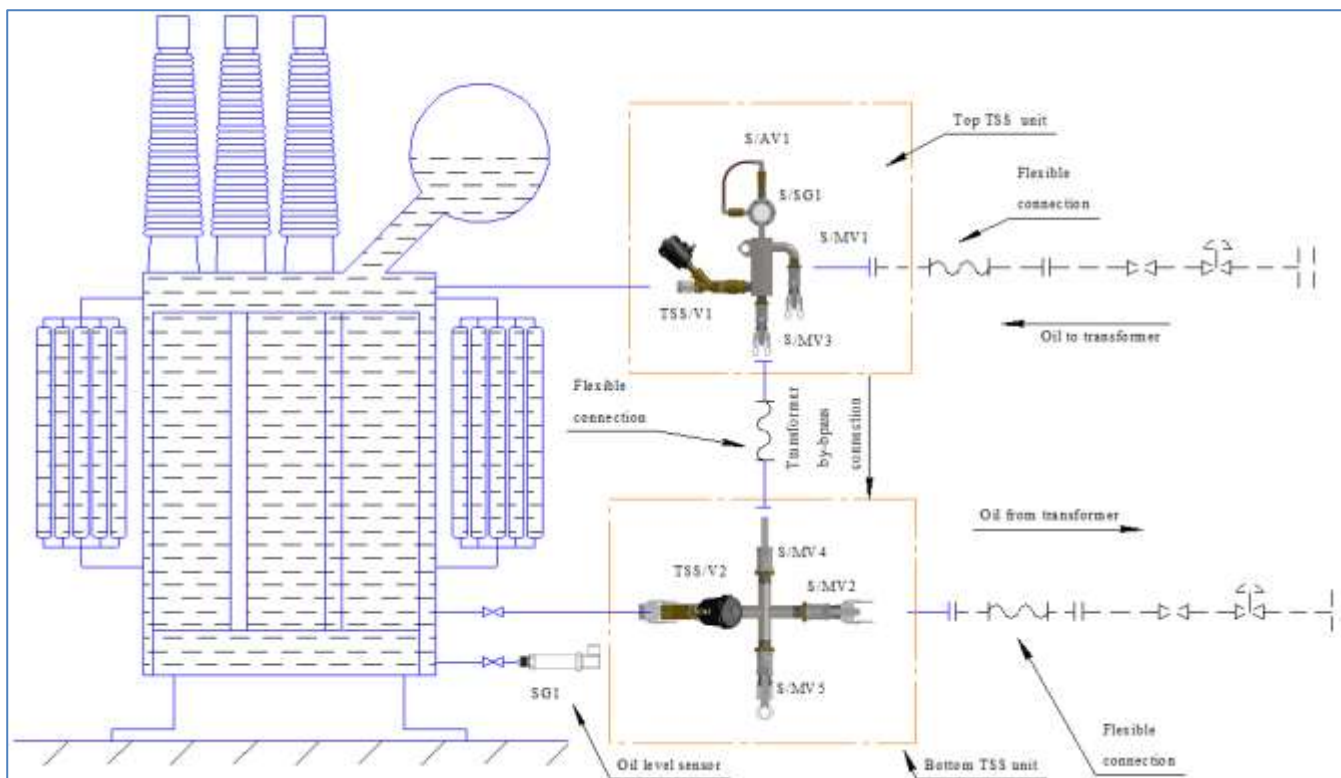 Top TSS unit
S/AV1
Flexible
connection
S/SG1
S/MV1
TSS/V1
S/MV3
Oil to transformer
Flexible
connection
Transformer
by-bpass
connection
Oil from transformer
S/MV4
TSS/V2
S/MV2
SG1
S/MV5
Flexible
connection
Oil level sensor
Bottom TSS unit